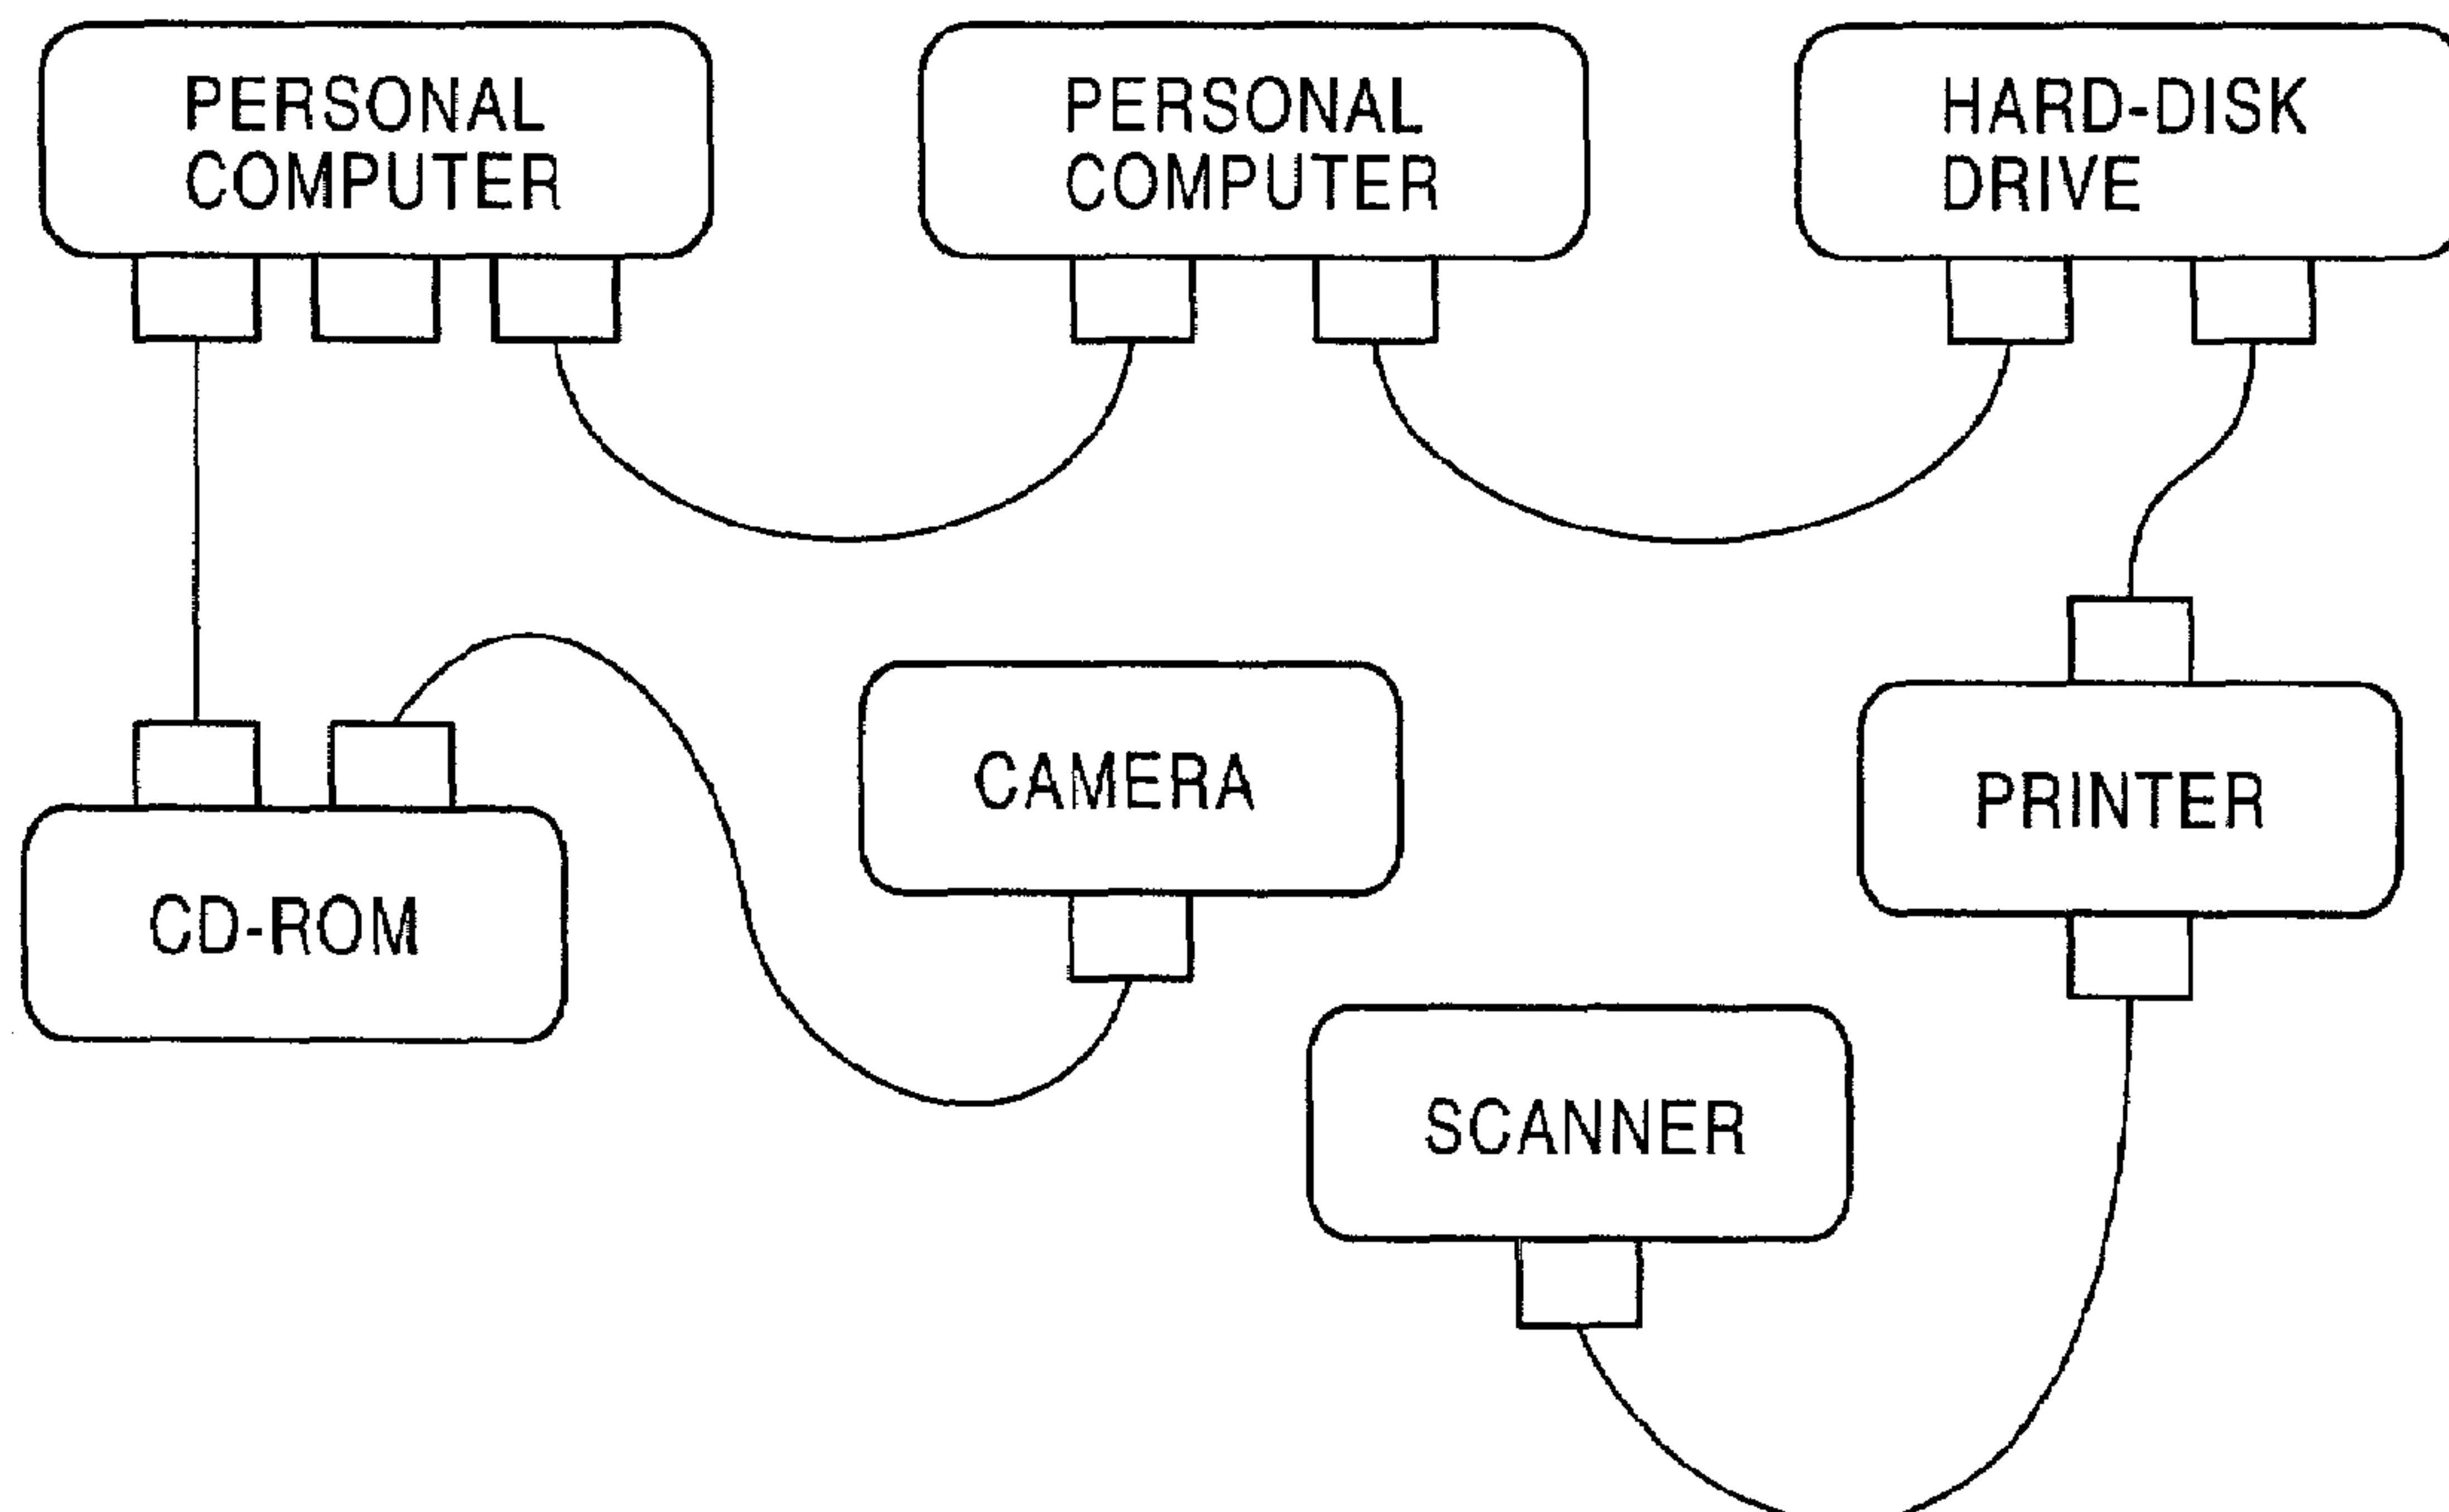 PERSONAL
COMPUTER
PERSONAL
COMPUTER
HARD-DISK
DRIVE
CAMERA
PRINTER
CD-ROM
SCANNER